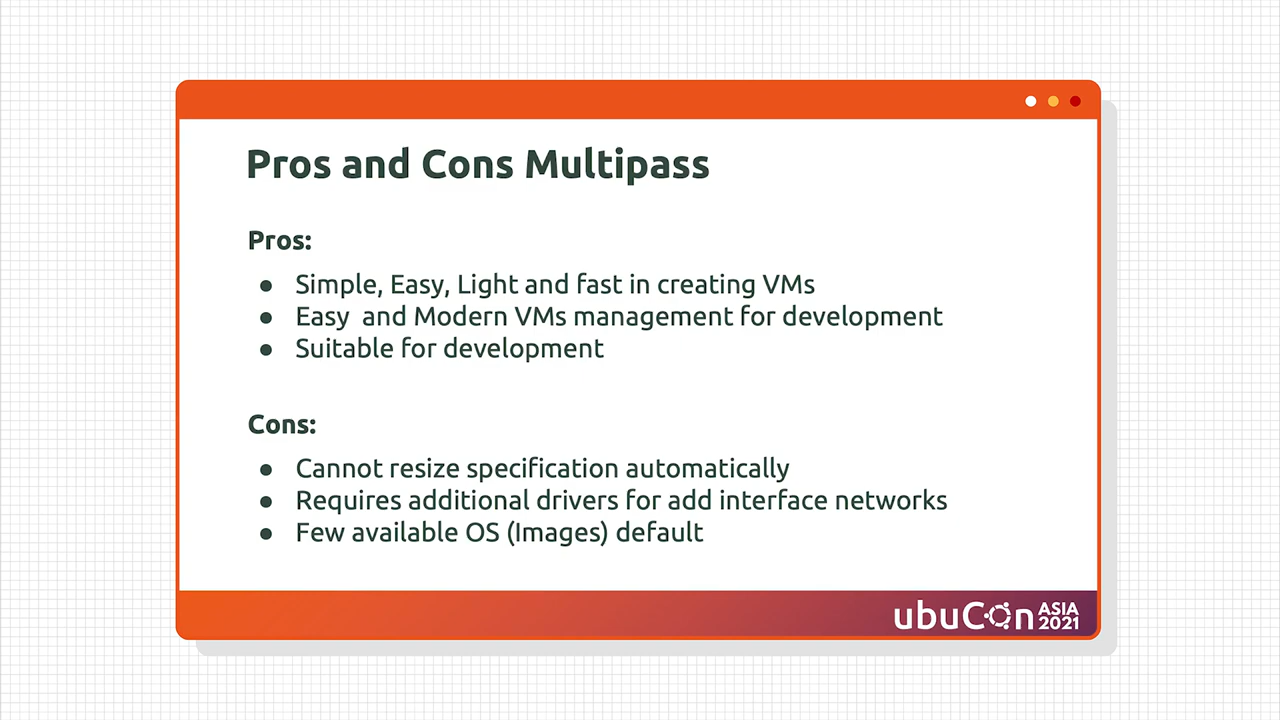 Pros and Cons Multipass
Pros:
● Simple, Easy, Light and fast in creating VMs
● Easy  and Modern VMs management for development
● Suitable for development
Cons:
● Cannot resize specification automatically
● Requires additional drivers for add interface networks
● Few available OS (Images) default
ubuCon ASIA 2021